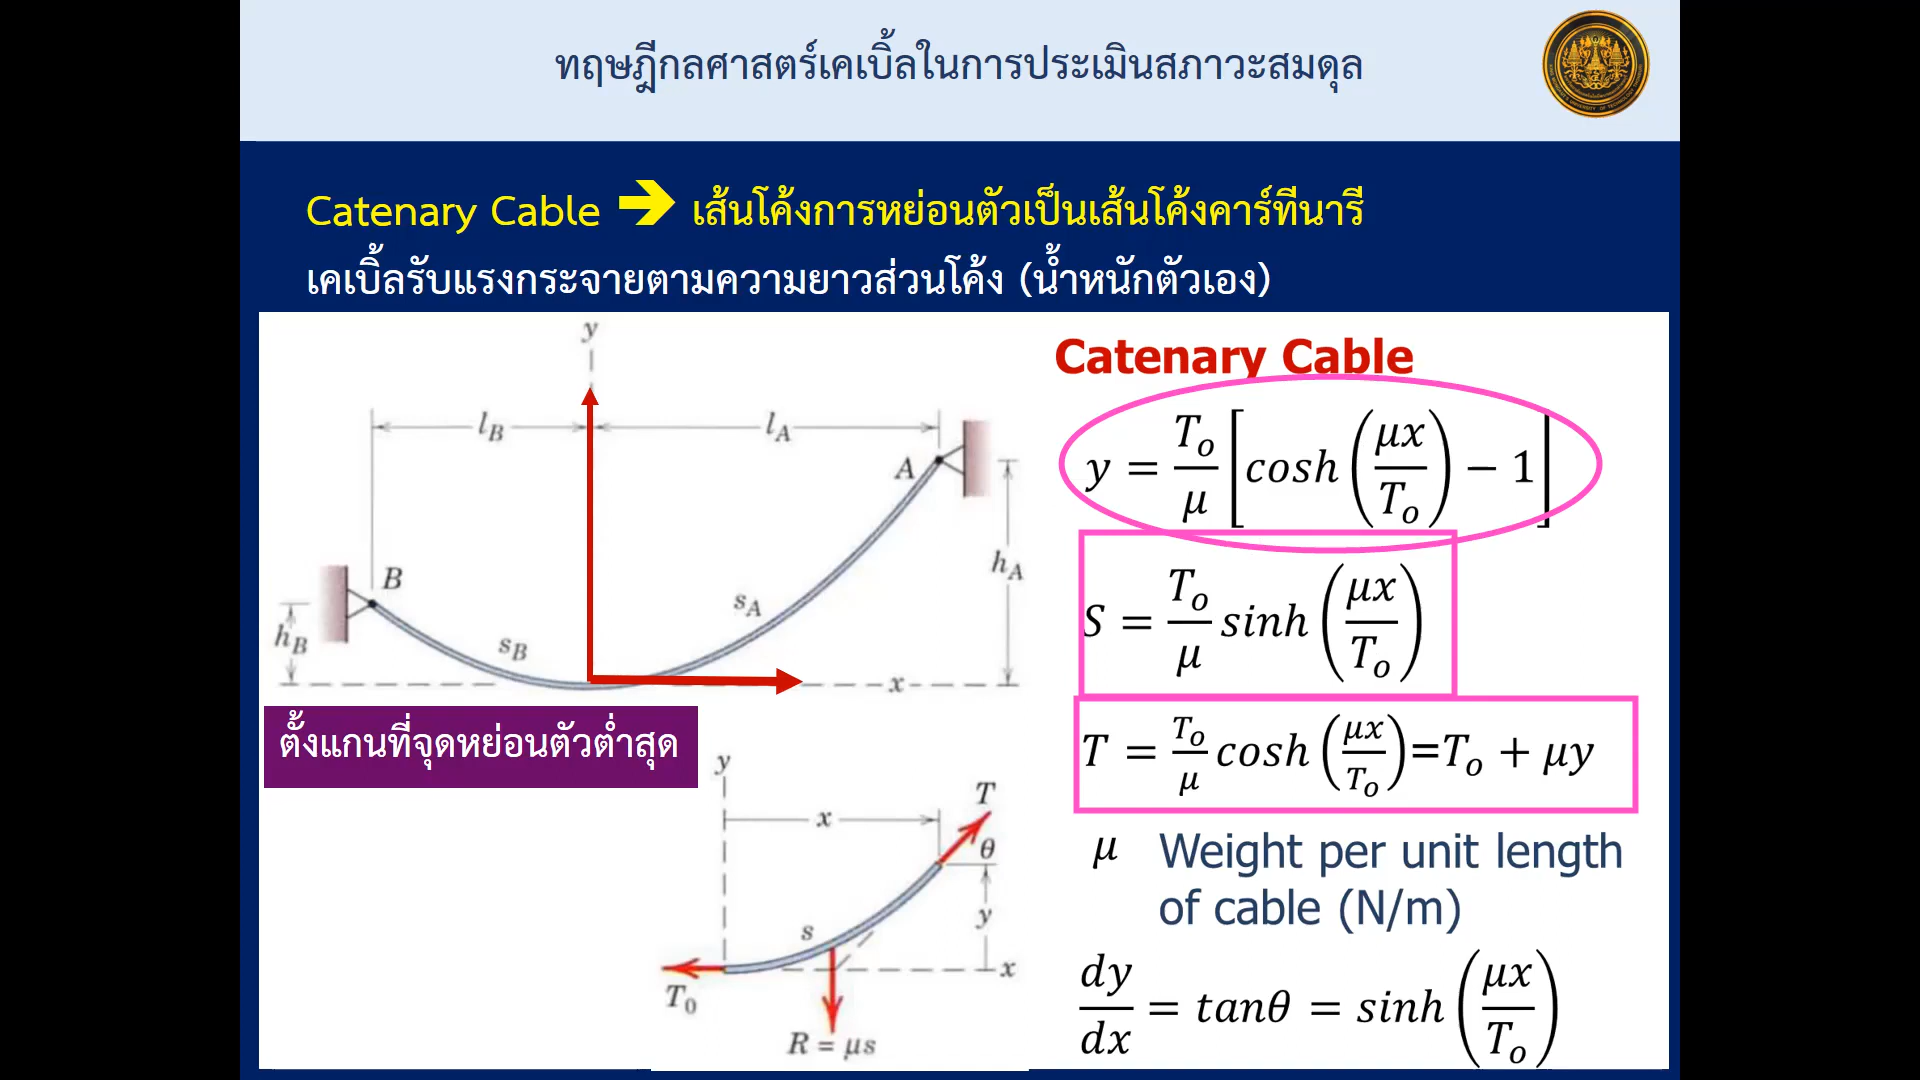 ทฤษฎีกลศาสตร์เคเบิ้ลในการประเมินสภาวะสมดุล
Catenary Cable ➔ เส้นโค้งการหย่อนตัวเป็นเส้นโค้งคาร์ทีนารี
เคเบิ้ลรับแรงกระจายตามความยาวส่วนโค้ง (น้ำหนักตัวเอง)
y
l_B
l_A
A
B
h_A
h_B
s_A
s_B
x
ตั้งแกนที่จุดหย่อนตัวต่ำสุด
y
x
T
θ
y
s
x
T_0
R = μs
Catenary Cable
y = T_o/μ [cosh (μx/T_o) − 1]
S = T_o/μ sinh (μx/T_o)
T = T_o/μ cosh (μx/T_o)=T_o + μy
μ Weight per unit length
of cable (N/m)
dy/dx = tanθ = sinh (μx/T_o)